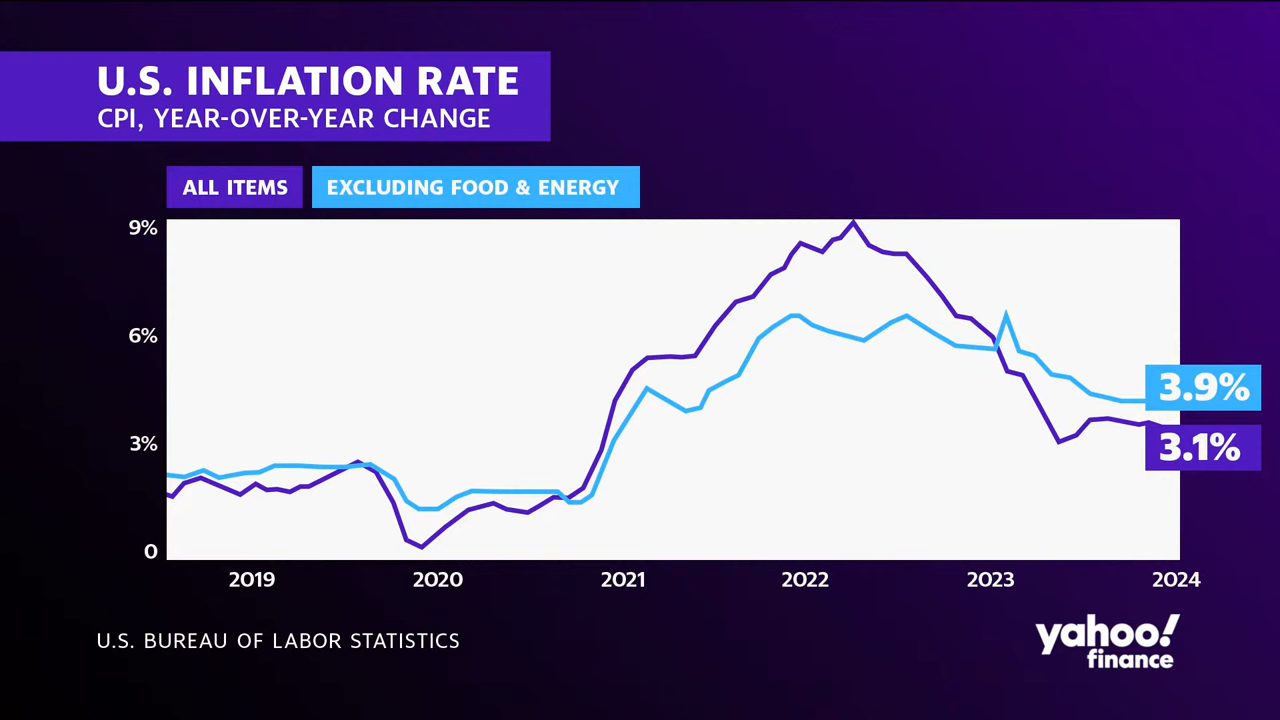 U.S. INFLATION RATE
CPI, YEAR-OVER-YEAR CHANGE
ALL ITEMS
EXCLUDING FOOD & ENERGY
9%
6%
3%
0
3.9%
3.1%
2019
2020
2021
2022
2023
2024
U.S. BUREAU OF LABOR STATISTICS
yahoo!
finance